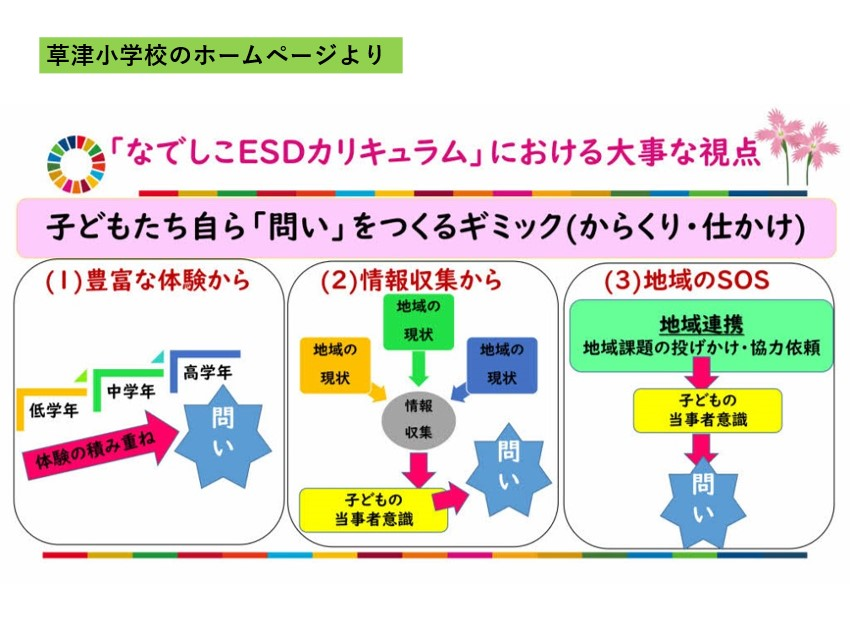 草津小学校のホームページより
「なでしこESDカリキュラム」における大事な視点
子どもたち自ら「問い」をつくるギミック(からくり・仕かけ)
(1)豊富な体験から
低学年
中学年
高学年
体験の積み重ね
問
い
(2)情報収集から
地域の
現状
地域の
現状
地域の
現状
情報
収集
子どもの
当事者意識
問
い
(3)地域のSOS
地域連携
地域課題の投げかけ・協力依頼
子どもの
当事者意識
問
い